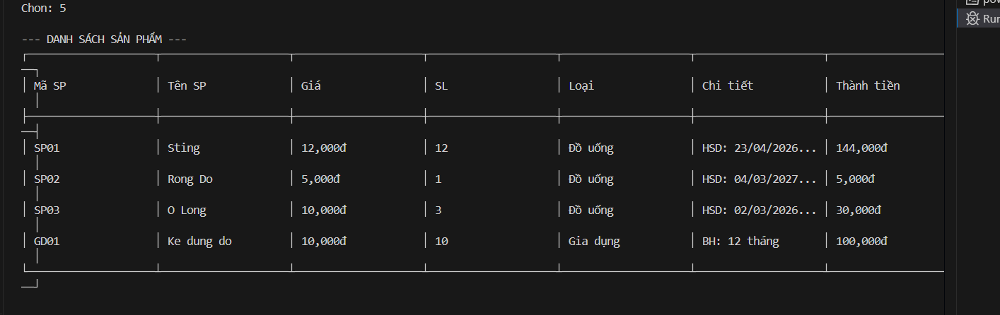 Chon: 5
--- DANH SÁCH SẢN PHẨM ---
Mã SP Tên SP Giá SL Loại Chi tiết Thành tiền
SP01 Sting 12,000đ 12 Đồ uống HSD: 23/04/2026... 144,000đ
SP02 Rong Do 5,000đ 1 Đồ uống HSD: 04/03/2027... 5,000đ
SP03 O Long 10,000đ 3 Đồ uống HSD: 02/03/2026... 30,000đ
GD01 Ke dung do 10,000đ 10 Gia dụng BH: 12 tháng 100,000đ